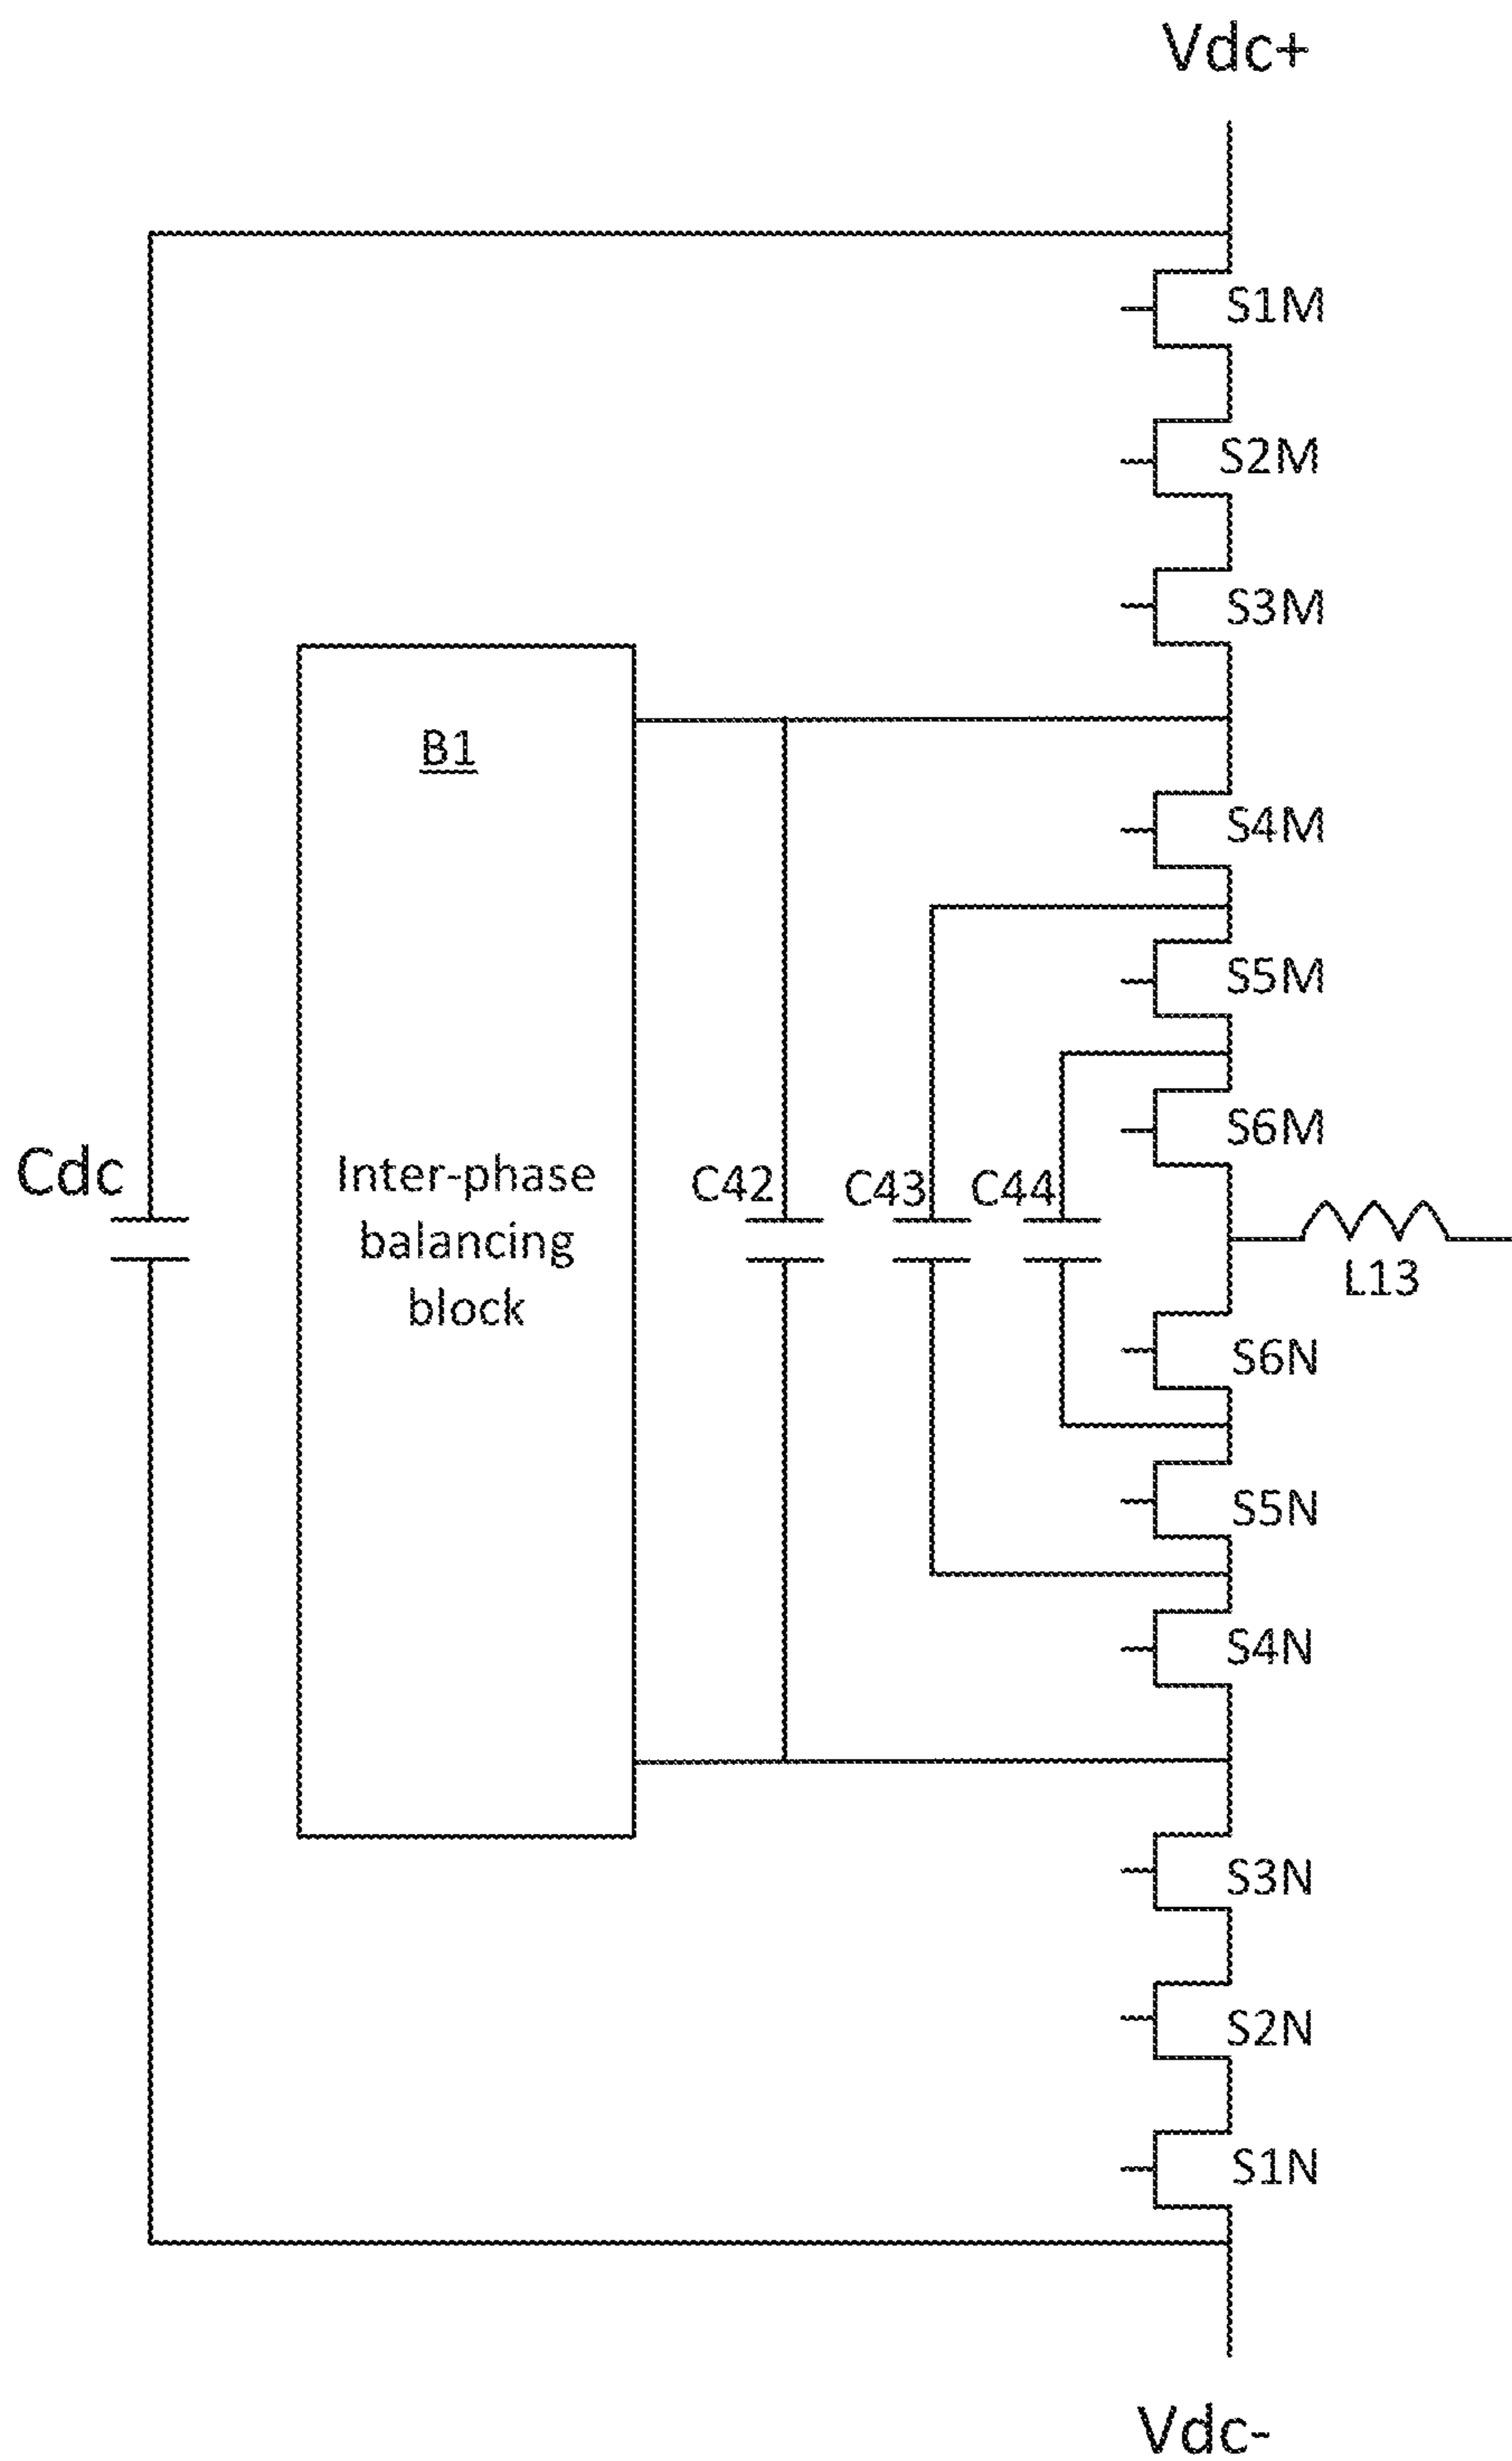 Vdc+
S1M
S2M
S3M
B1
S4M
S5M
S6M
Cdc
Inter-phase
balancing
block
C42
C43
C44
L13
S6N
S5N
S4N
S3N
S2N
S1N
Vdc-